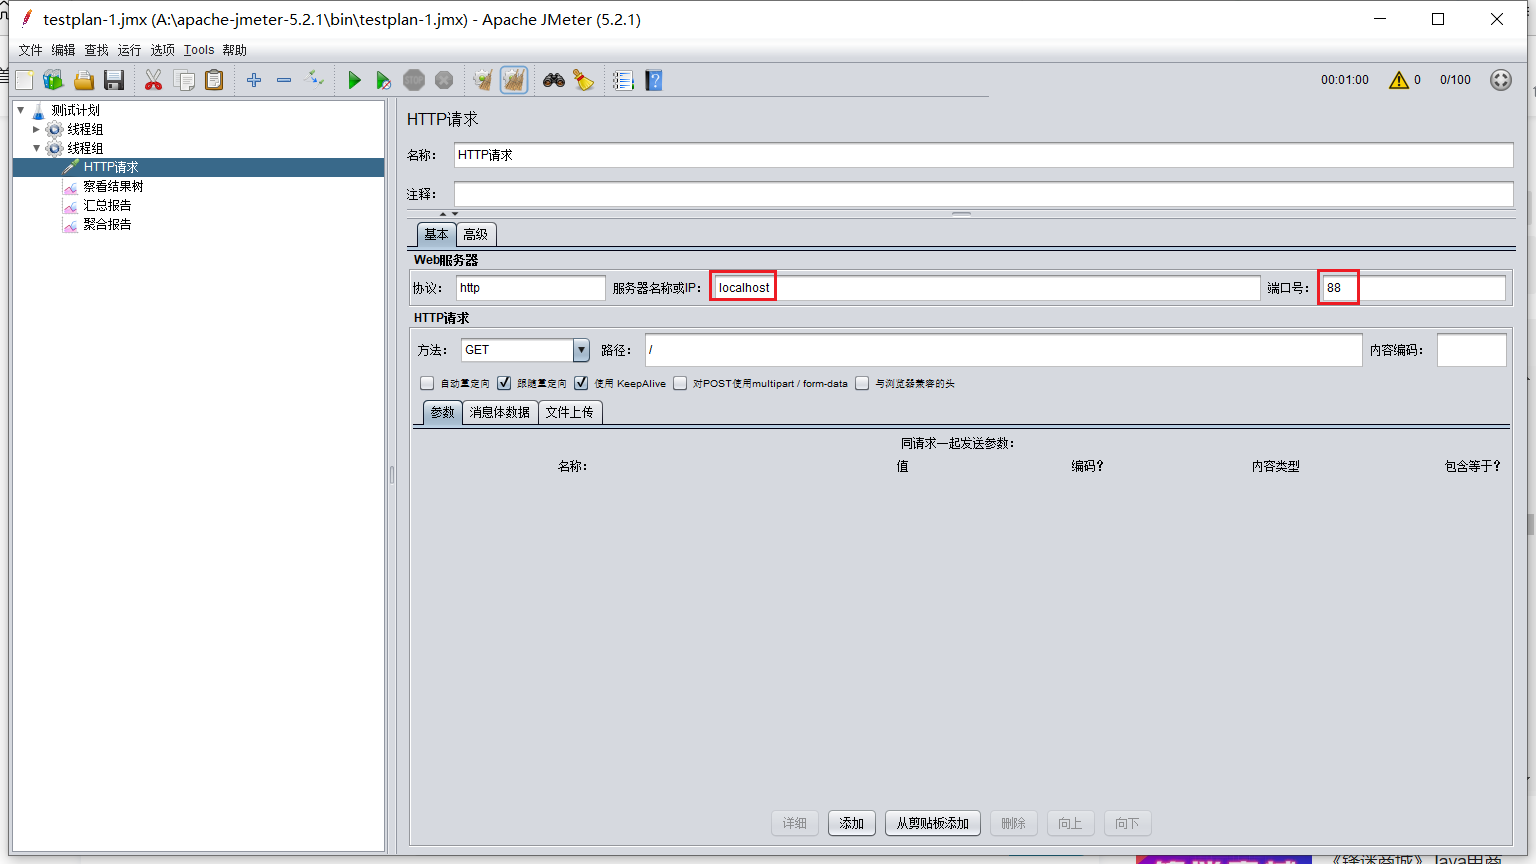 testplan-1.jmx (A:\apache-jmeter-5.2.1\bin\testplan-1.jmx) - Apache JMeter (5.2.1)
文件 编辑 查找 运行 选项 Tools 帮助
STOP
00:01:00 0 0/100
测试计划
线程组
线程组
HTTP请求
察看结果树
汇总报告
聚合报告
HTTP请求
名称： HTTP请求
注释：
基本 高级
Web服务器
协议： http 服务器名称或IP： localhost 端口号： 88
HTTP请求
方法： GET 路径： / 内容编码：
自动重定向 跟随重定向 使用 KeepAlive 对POST使用multipart / form-data 与浏览器兼容的头
参数 消息体数据 文件上传
同请求一起发送参数：
名称： 值 编码？ 内容类型 包含等于？
详细 添加 从剪贴板添加 删除 向上 向下